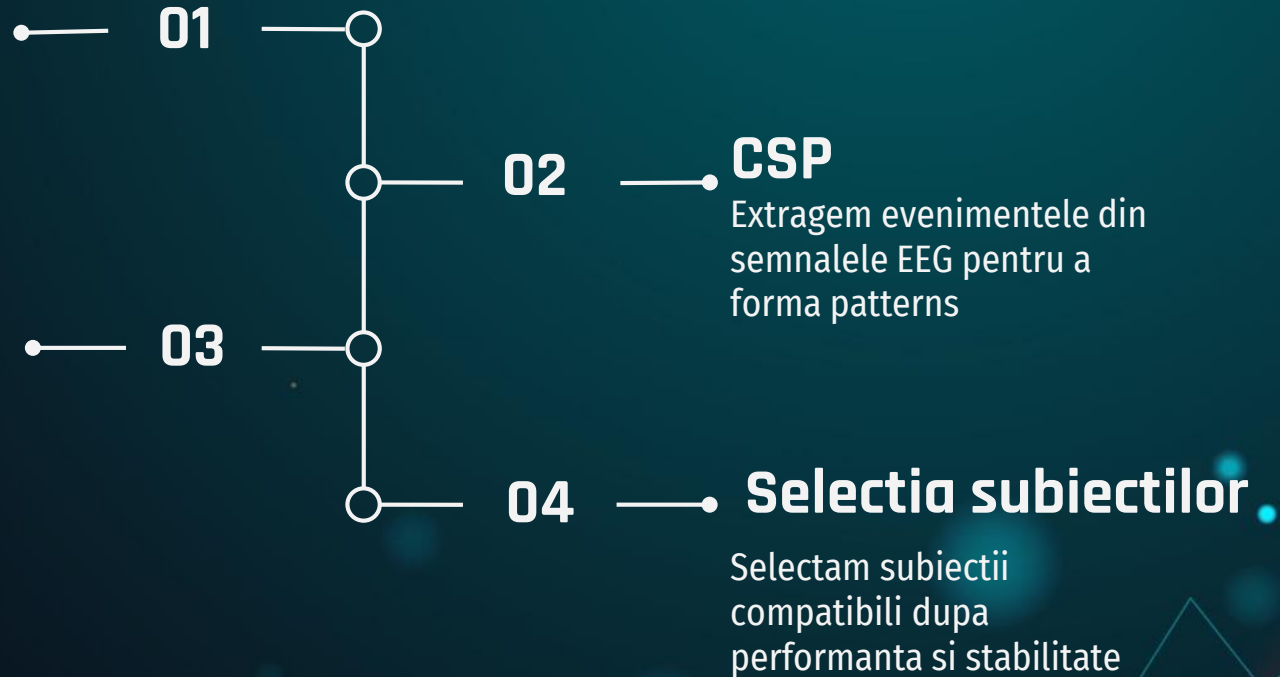 01
02
CSP
Extragem evenimentele din
semnalele EEG pentru a
forma patterns
03
04
Selectia subiectilor
Selectam subiectii
compatibili dupa
performanta si stabilitate